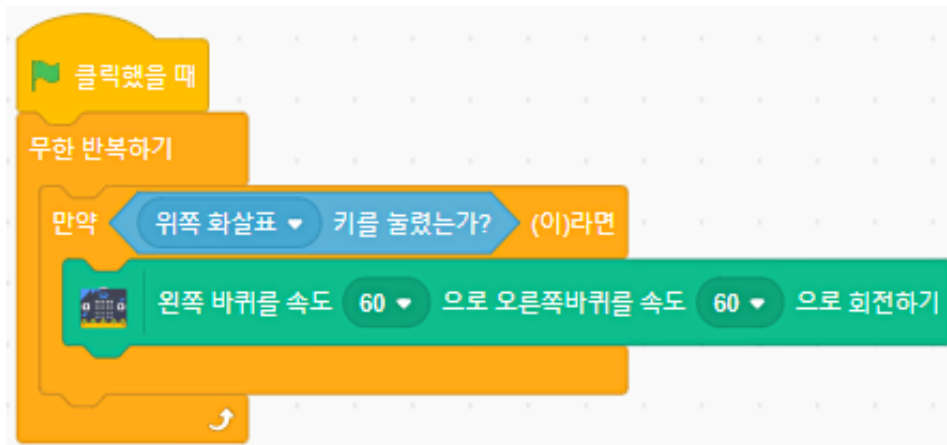 클릭했을 때
무한 반복하기
만약 위쪽 화살표 키를 눌렸는가? (이)라면
왼쪽 바퀴를 속도 60 으로 오른쪽바퀴를 속도 60 으로 회전하기